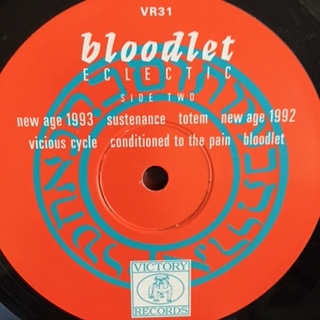 VR31
bloodlet
ECLECTIC
SIDE TWO
new age 1993 sustenance totem new age 1992
vicious cycle conditioned to the pain bloodlet
VICTORY
RECORDS